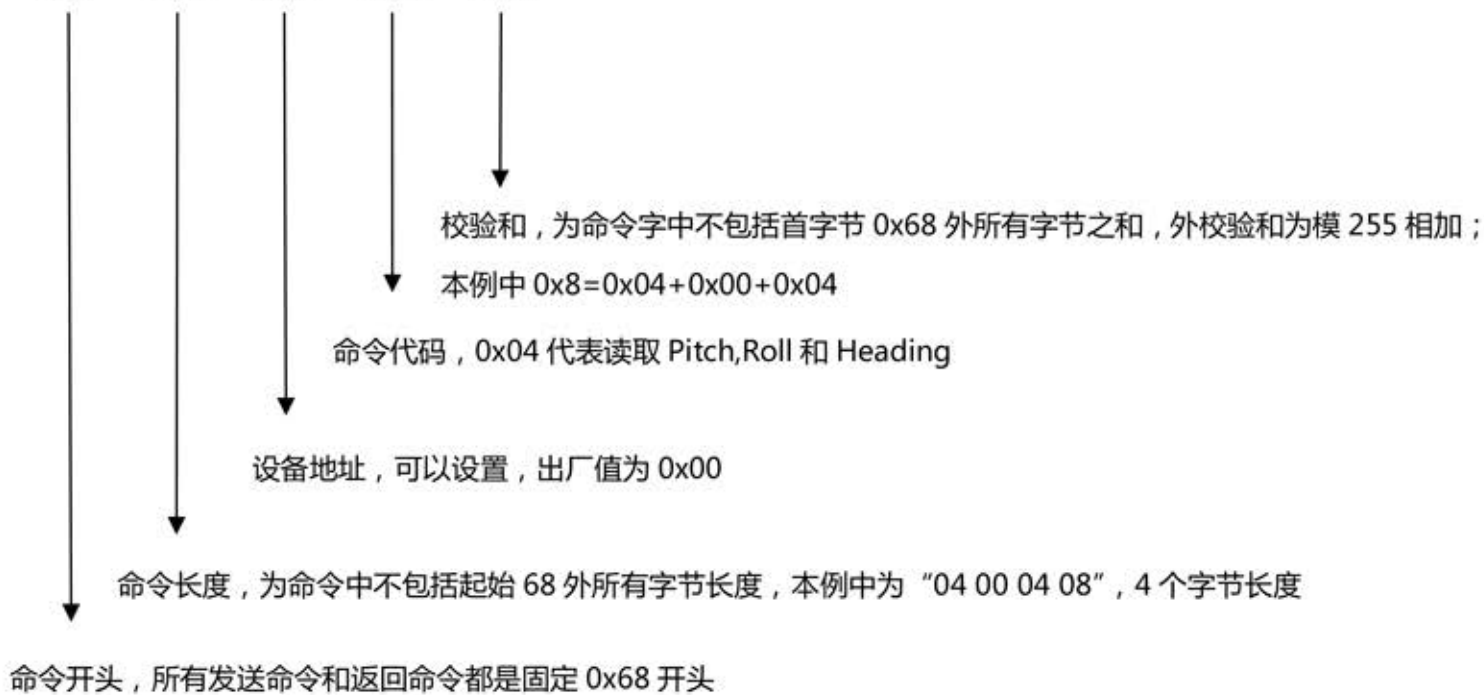 校验和，为命令字中不包括首字节 0x68 外所有字节之和，外校验和为模 255 相加；
本例中 0x8=0x04+0x00+0x04
命令代码，0x04 代表读取 Pitch,Roll 和 Heading
设备地址，可以设置，出厂值为 0x00
命令长度，为命令中不包括起始 68 外所有字节长度，本例中为“04 00 04 08”，4 个字节长度
命令开头，所有发送命令和返回命令都是固定 0x68 开头